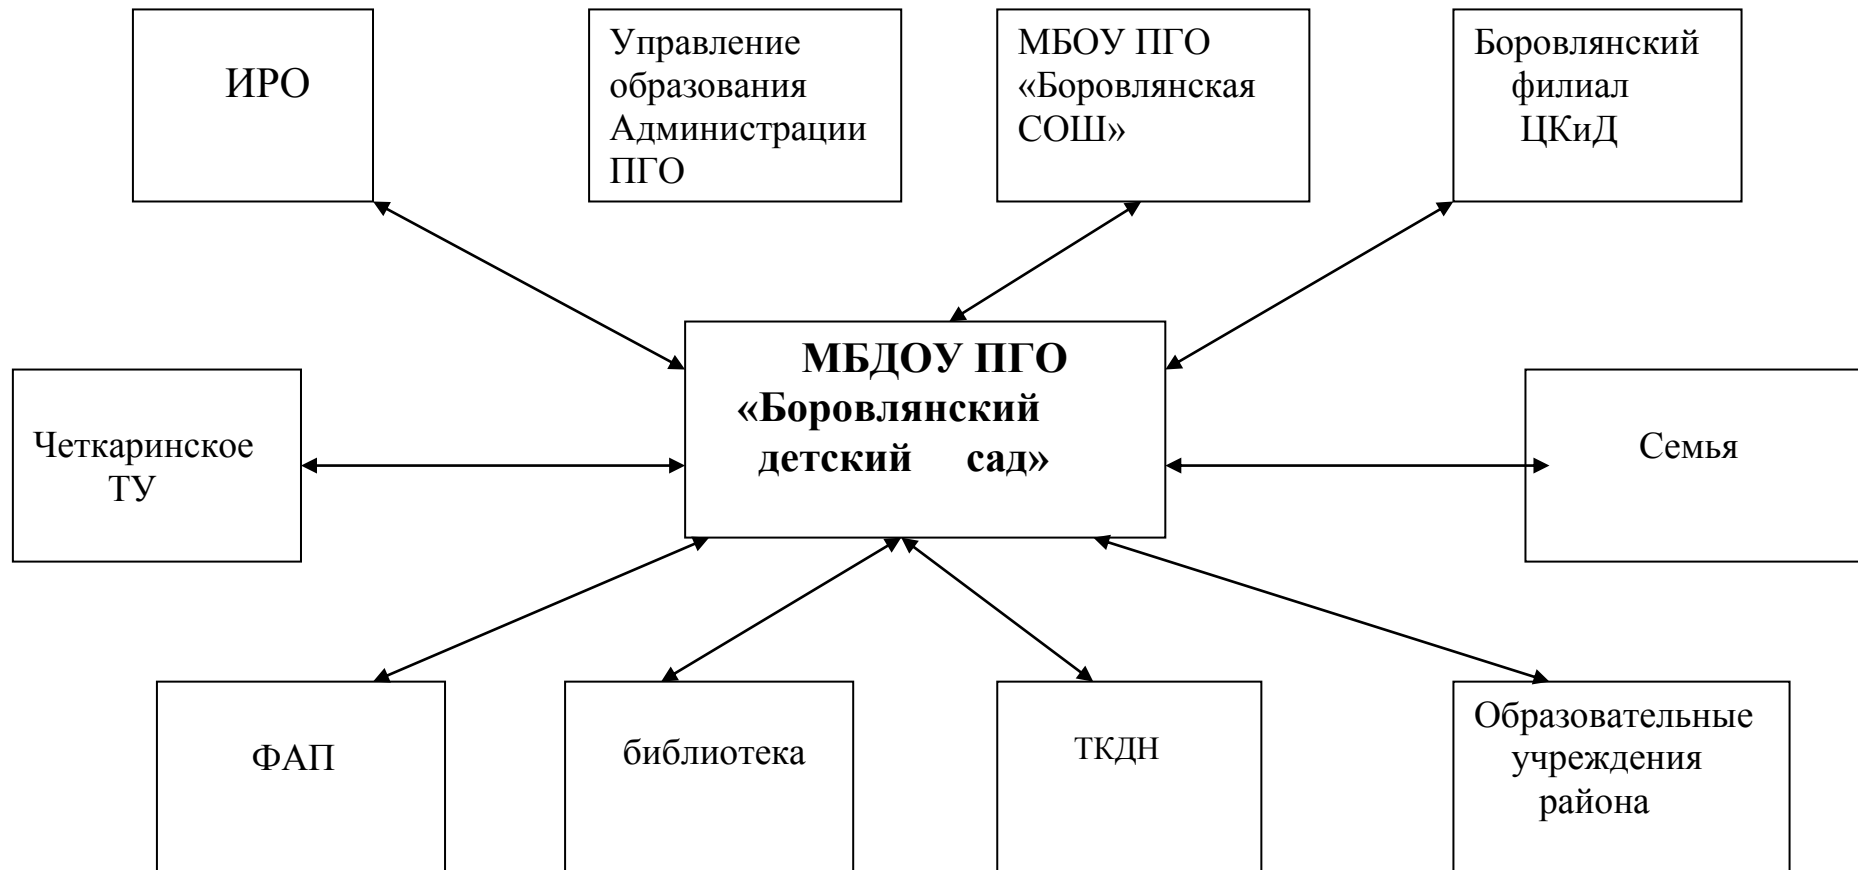 ИРО
Управление
образования
Администрации
ПГО
МБОУ ПГО
«Боровлянская
СОШ»
Боровлянский
филиал
ЦКиД
МБДОУ ПГО
«Боровлянский
детский сад»
Четкаринское
ТУ
Семья
ФАП
библиотека
ТКДН
Образовательные
учреждения
района